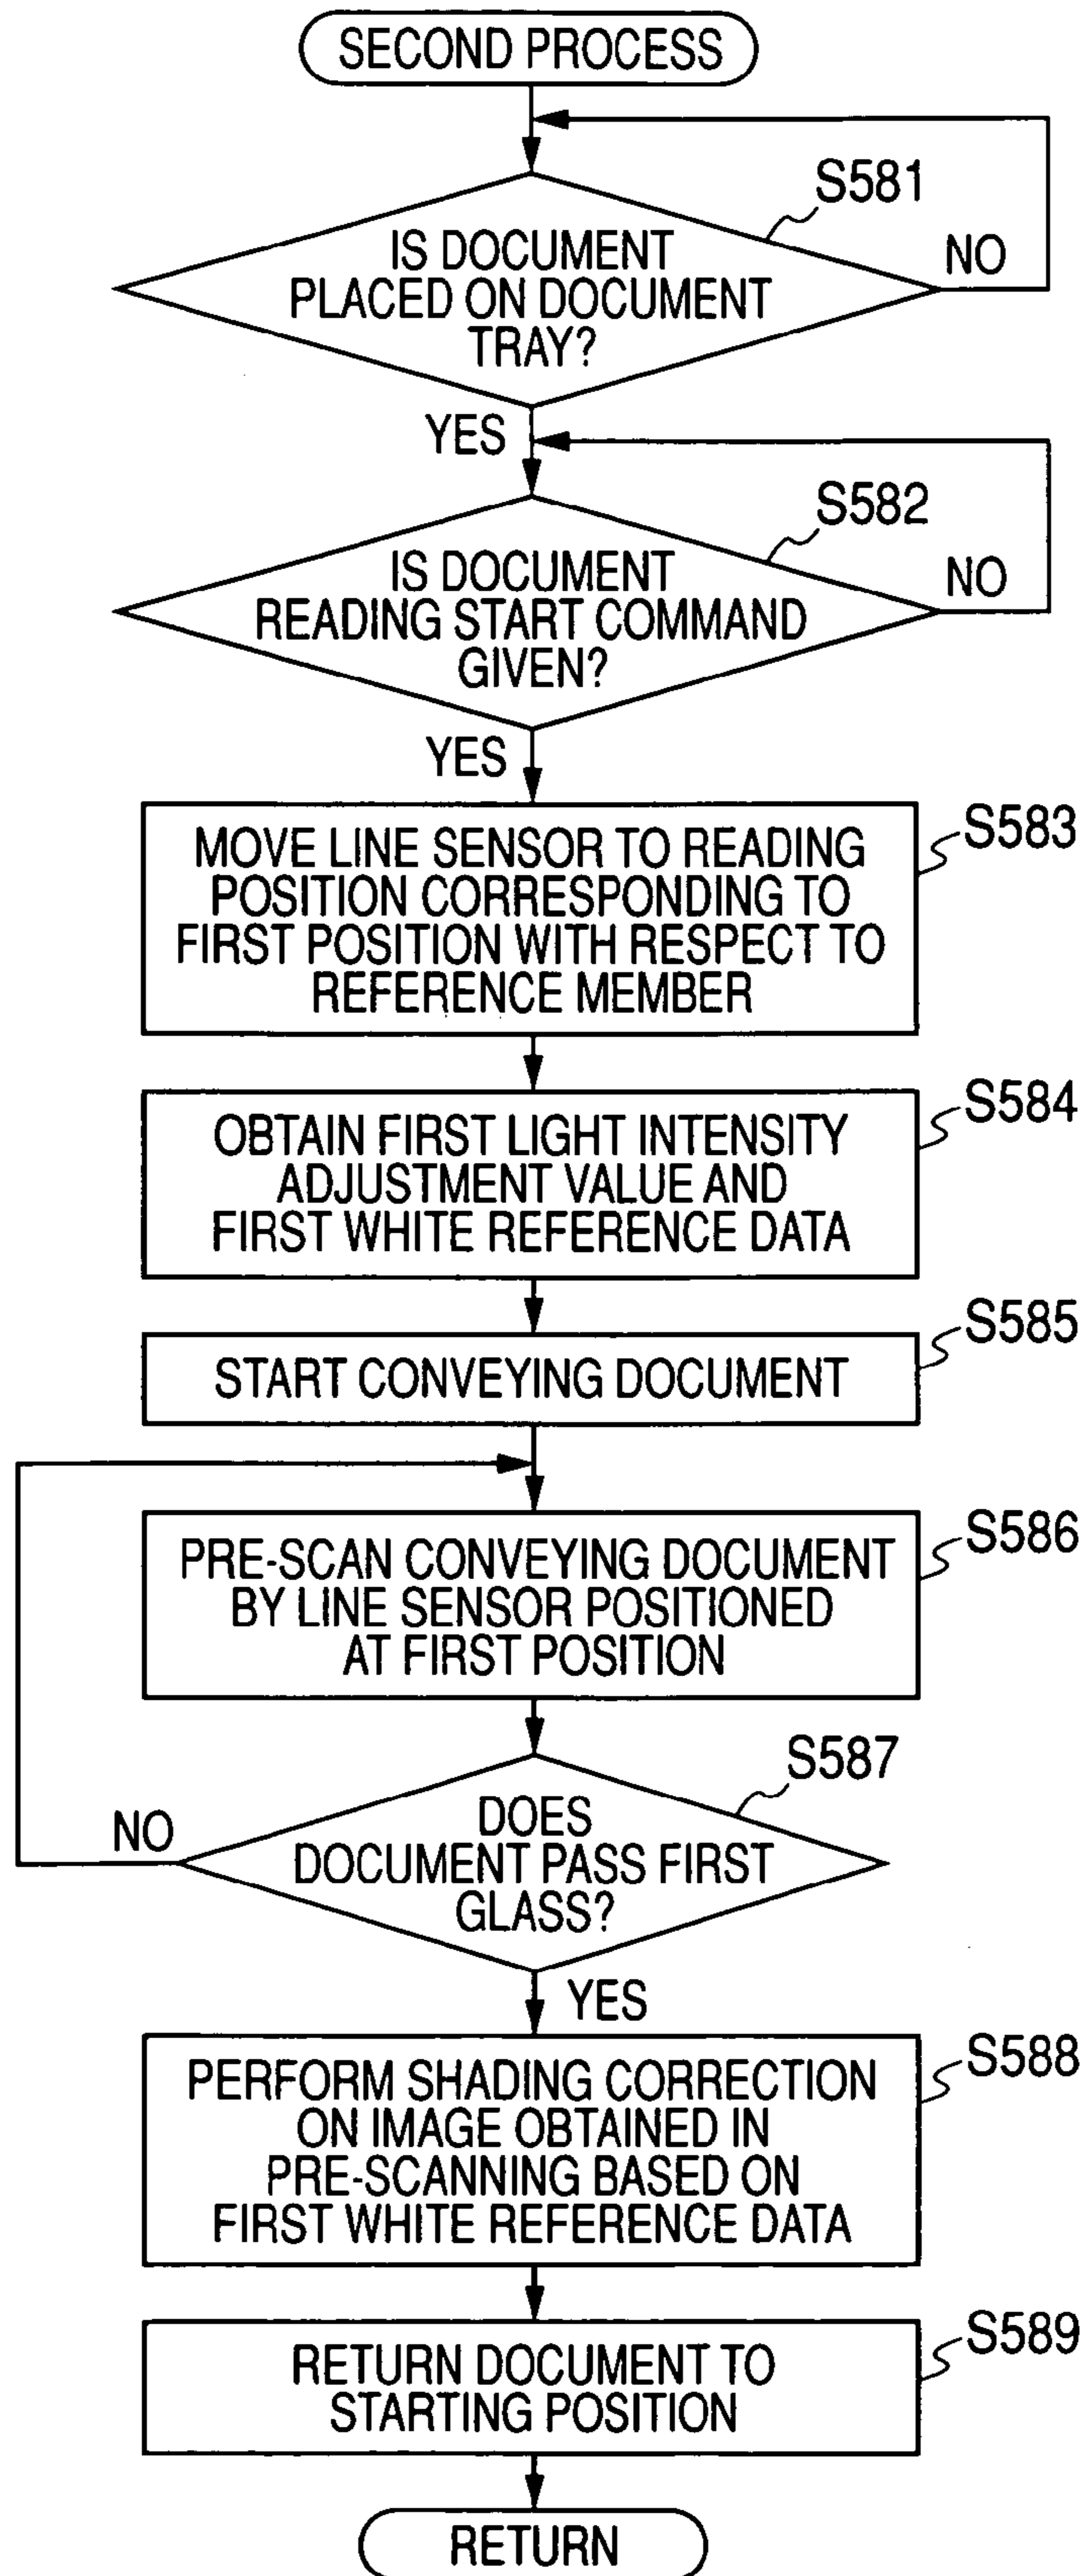 SECOND PROCESS
S581
IS DOCUMENT
PLACED ON DOCUMENT
TRAY?
NO
YES
S582
IS DOCUMENT
READING START COMMAND
GIVEN?
NO
YES
S583
MOVE LINE SENSOR TO READING
POSITION CORRESPONDING TO
FIRST POSITION WITH RESPECT TO
REFERENCE MEMBER
S584
OBTAIN FIRST LIGHT INTENSITY
ADJUSTMENT VALUE AND
FIRST WHITE REFERENCE DATA
S585
START CONVEYING DOCUMENT
S586
PRE-SCAN CONVEYING DOCUMENT
BY LINE SENSOR POSITIONED
AT FIRST POSITION
S587
DOES
DOCUMENT PASS FIRST
GLASS?
NO
YES
S588
PERFORM SHADING CORRECTION
ON IMAGE OBTAINED IN
PRE-SCANNING BASED ON
FIRST WHITE REFERENCE DATA
S589
RETURN DOCUMENT TO
STARTING POSITION
RETURN